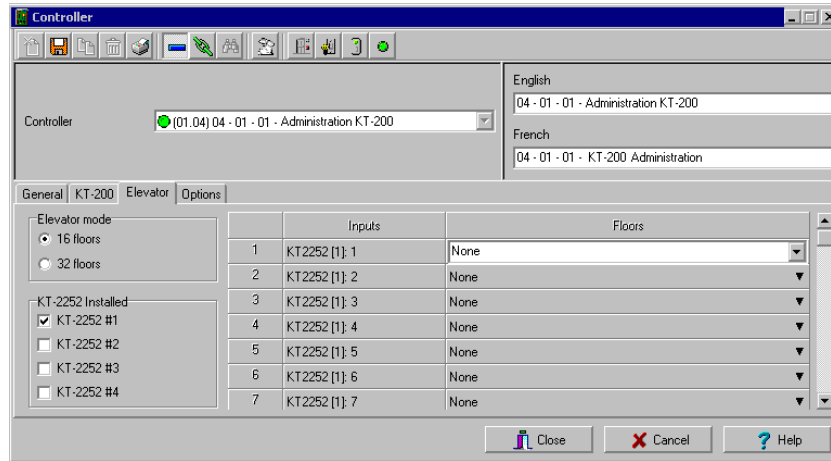 Controller
English
04 - 01 - 01 - Administration KT-200
Controller
(01.04) 04 - 01 - 01 - Administration KT-200
French
04 - 01 - 01 - KT-200 Administration
General KT-200 Elevator Options
Elevator mode
16 floors
32 floors
KT-2252 Installed
KT-2252 #1
KT-2252 #2
KT-2252 #3
KT-2252 #4
Inputs Floors
1 KT2252 [1]: 1 None
2 KT2252 [1]: 2 None
3 KT2252 [1]: 3 None
4 KT2252 [1]: 4 None
5 KT2252 [1]: 5 None
6 KT2252 [1]: 6 None
7 KT2252 [1]: 7 None
Close Cancel Help